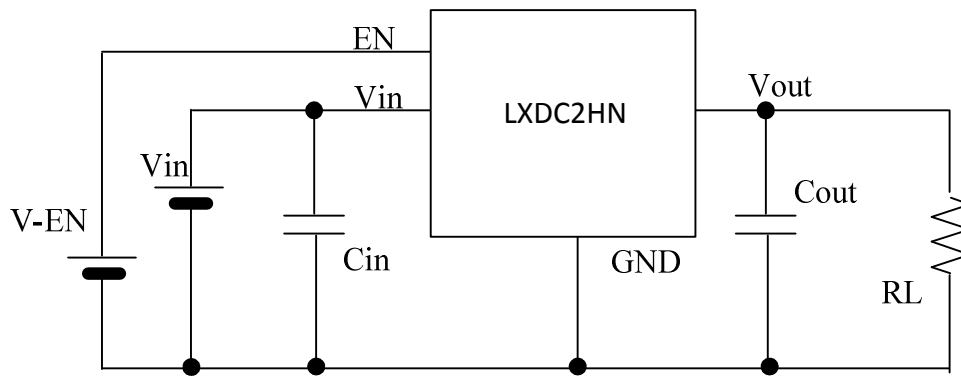 EN
Vin
LXDC2HN
Vout
Vin
V-EN
Cin
GND
Cout
RL